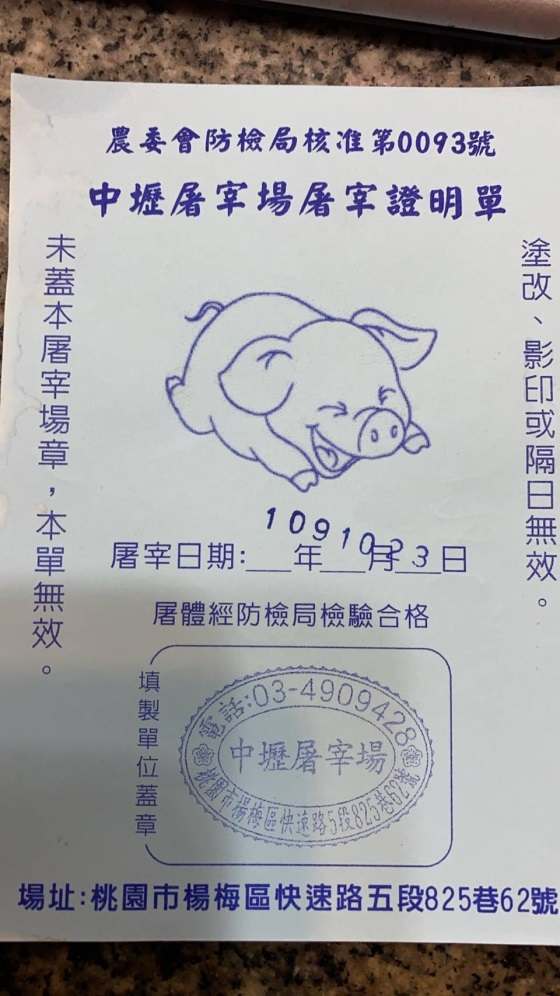 農委會防檢局核准第0093號
中壢屠宰場屠宰證明單
未蓋本屠宰場章，本單無效。
塗改、影印或隔日無效。
1091023
屠宰日期:___年___月___日
屠體經防檢局檢驗合格
填製單位蓋章
電話:03-4909428
中壢屠宰場
桃園市楊梅區快速路5段825巷62號
場址:桃園市楊梅區快速路五段825巷62號